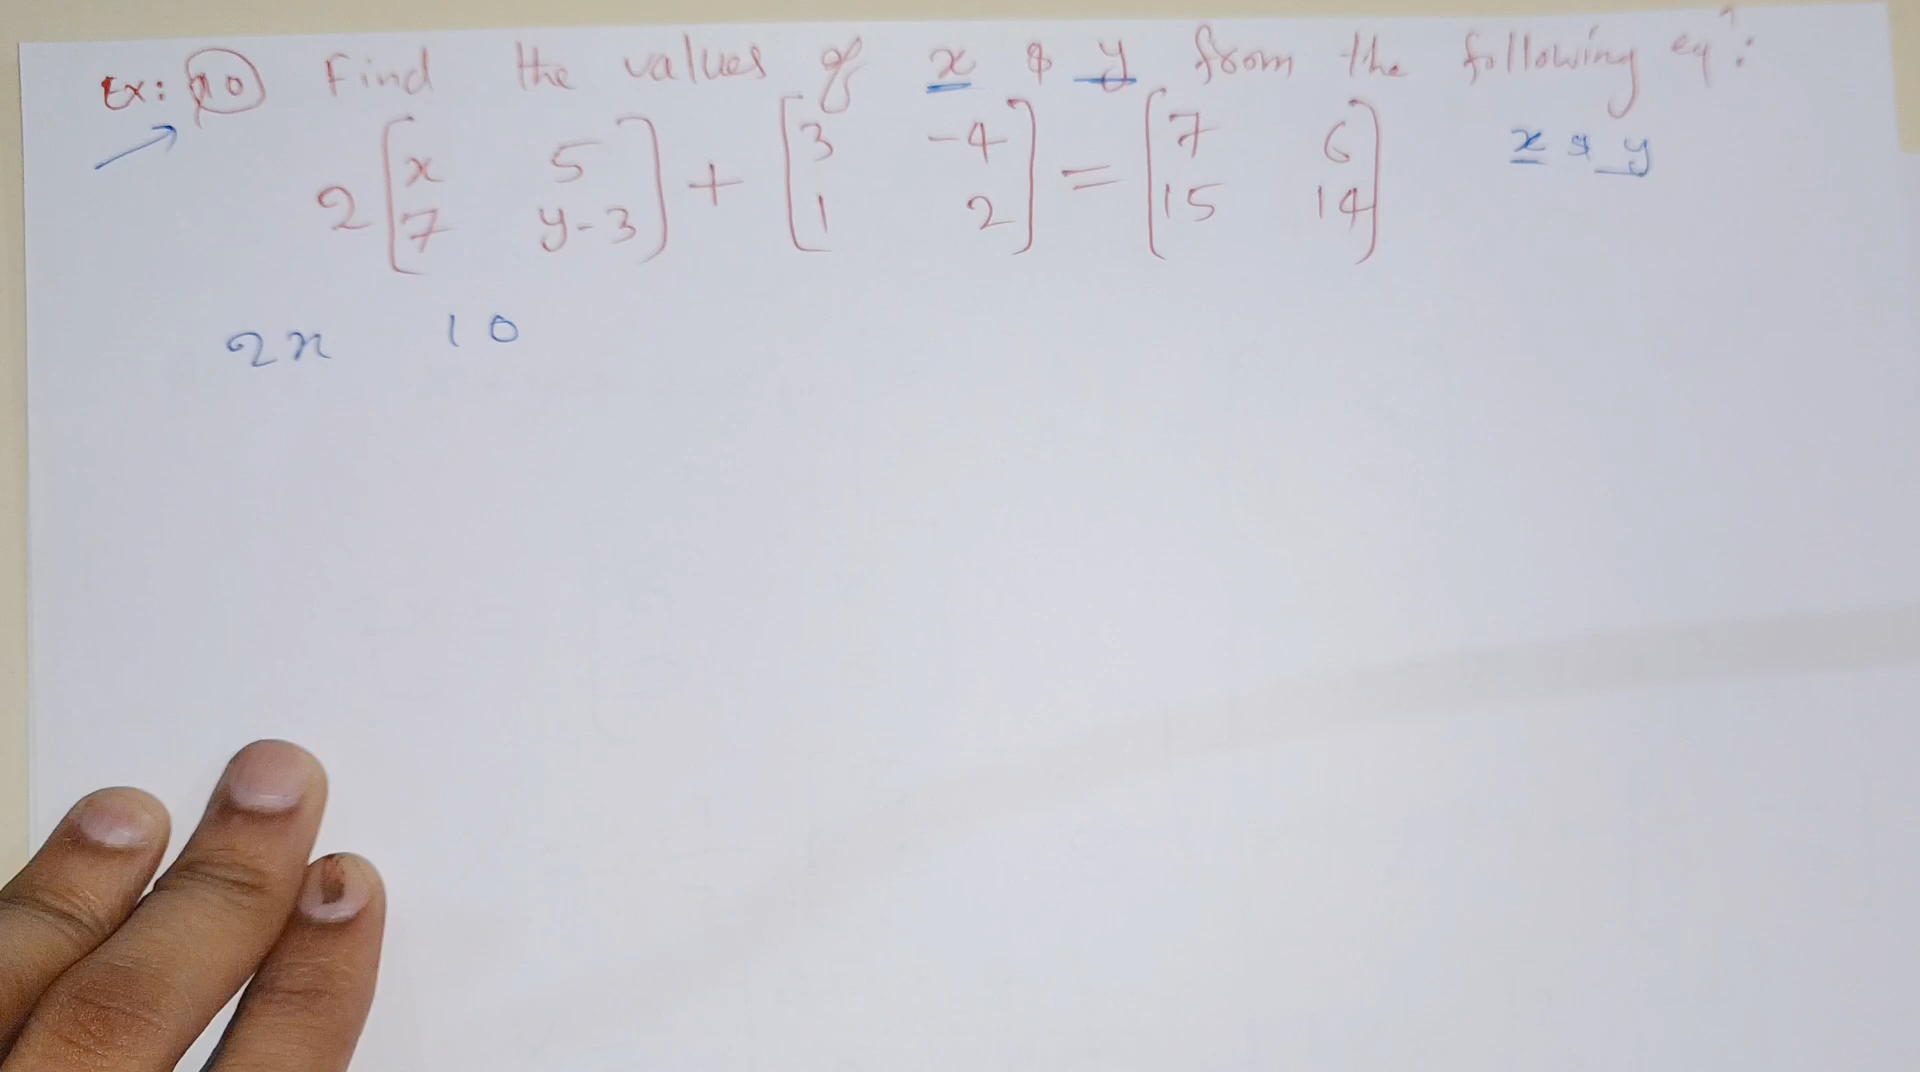 Ex: 10 Find the values of x & y from the following eqn:
2 [x 5 7 y-3] + [3 -4 1 2] = [7 6 15 14] x & y
2x 10